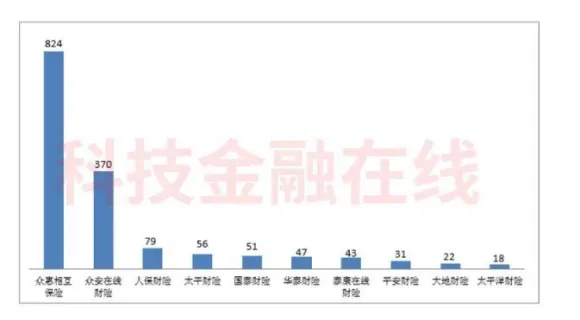 824
370
79
56
51
47
43
31
22
18
科技金融在线
众惠相互
保险
众安在线
财险
人保财险
太平财险
国泰财险
华泰财险
泰康在线
财险
平安财险
大地财险
太平洋财险